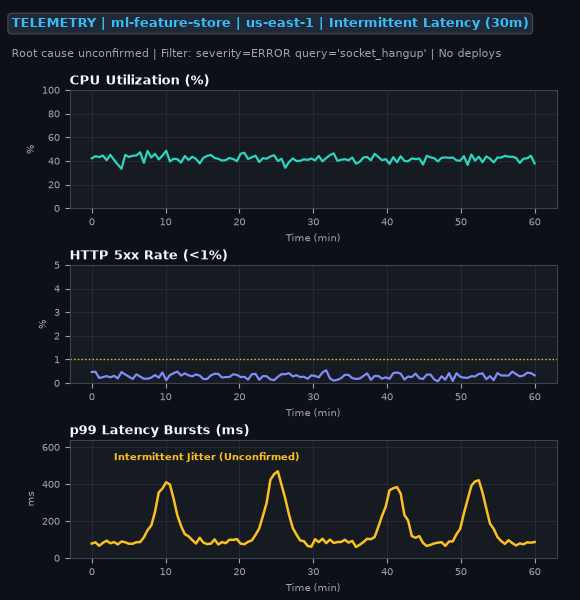 TELEMETRY | ml-feature-store | us-east-1 | Intermittent Latency (30m)
Root cause unconfirmed | Filter: severity=ERROR query='socket_hangup' | No deploys
CPU Utilization (%)
100
80
60
40
20
0
%
0 10 20 30 40 50 60
Time (min)
HTTP 5xx Rate (<1%)
5
4
3
2
1
0
%
0 10 20 30 40 50 60
Time (min)
p99 Latency Bursts (ms)
Intermittent Jitter (Unconfirmed)
600
400
200
0
ms
0 10 20 30 40 50 60
Time (min)